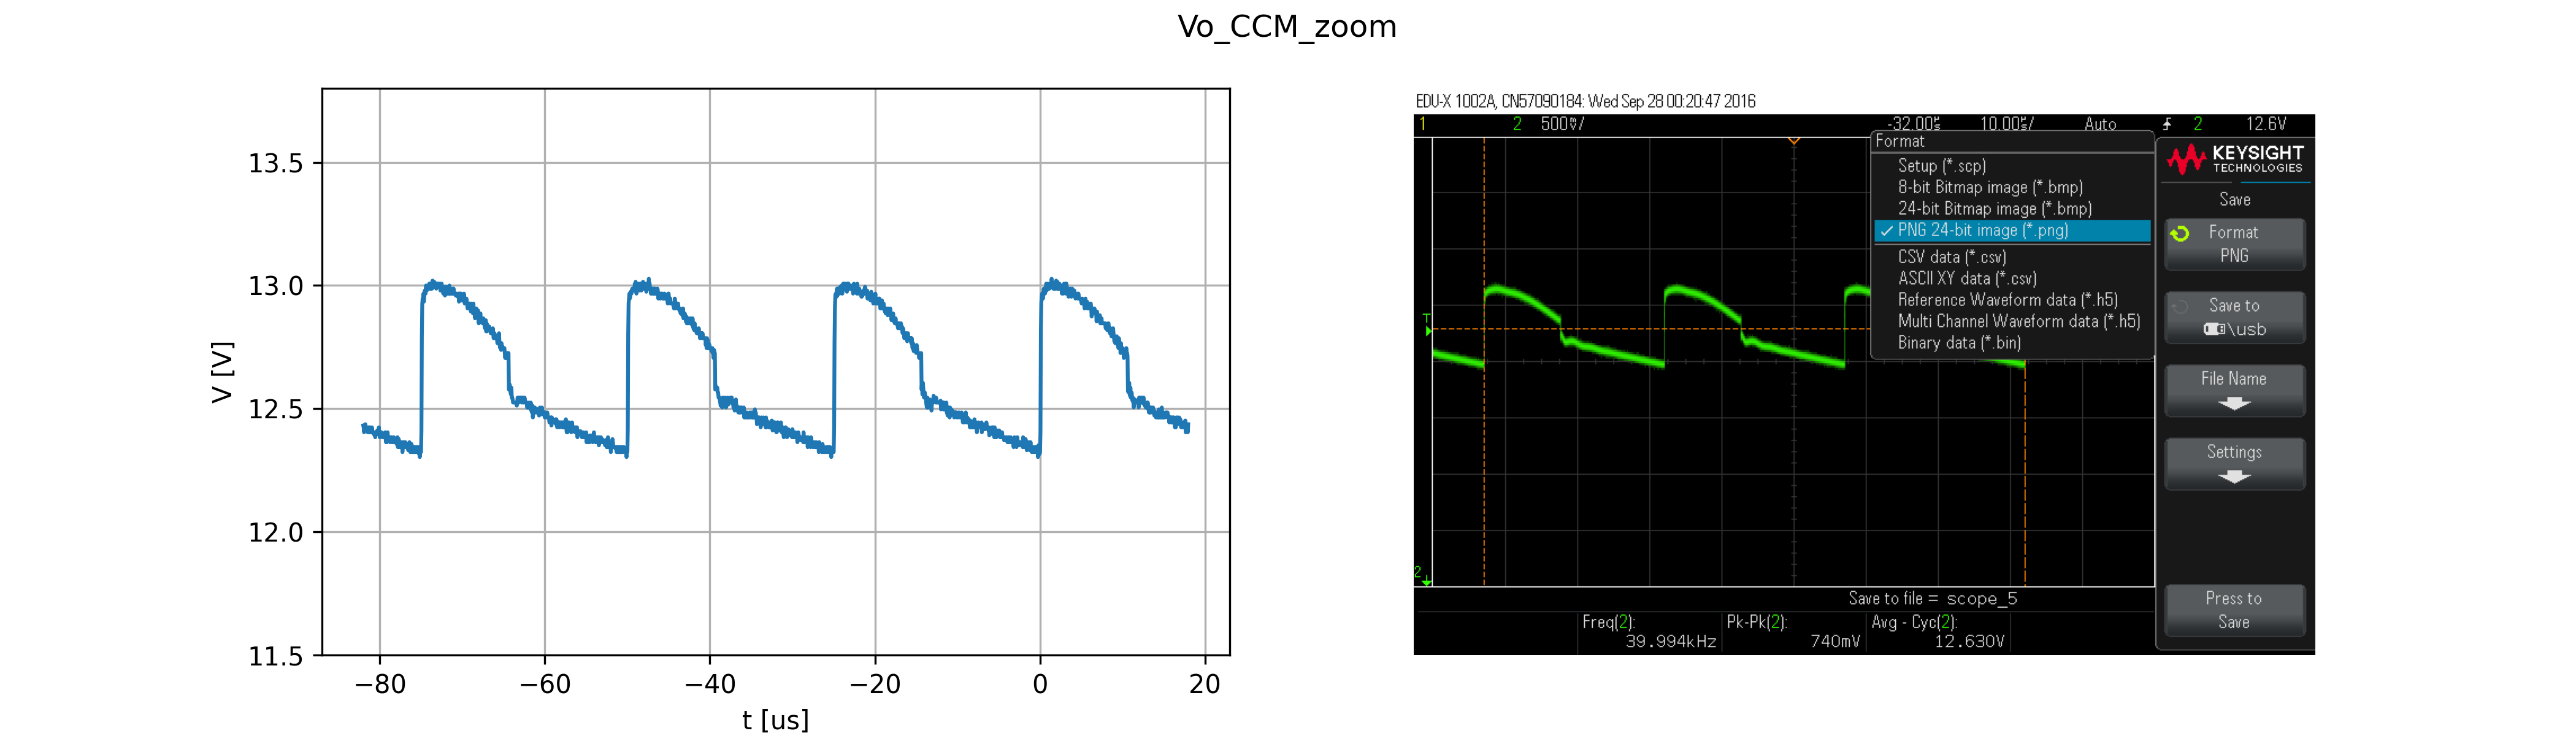 Vo_CCM_zoom
13.5
13.0
12.5
12.0
11.5
V [V]
−80 −60 −40 −20 0 20
t [us]
EDU-X 1002A, CN57090184: Wed Sep 28 00:20:47 2016
1 2 500mV/ -32.00s 10.00s/ Auto 2 12.6V
Format
Setup (*.scp)
8-bit Bitmap image (*.bmp)
24-bit Bitmap image (*.bmp)
✓ PNG 24-bit image (*.png)
CSV data (*.csv)
ASCII XY data (*.csv)
Reference Waveform data (*.h5)
Multi Channel Waveform data (*.h5)
Binary data (*.bin)
T
2
KEYSIGHT
TECHNOLOGIES
Save
Format
PNG
Save to
\usb
File Name
Settings
Press to
Save
Save to file = scope_5
Freq(2): Pk-Pk(2): Avg - Cyc(2):
39.994kHz 740mV 12.630V